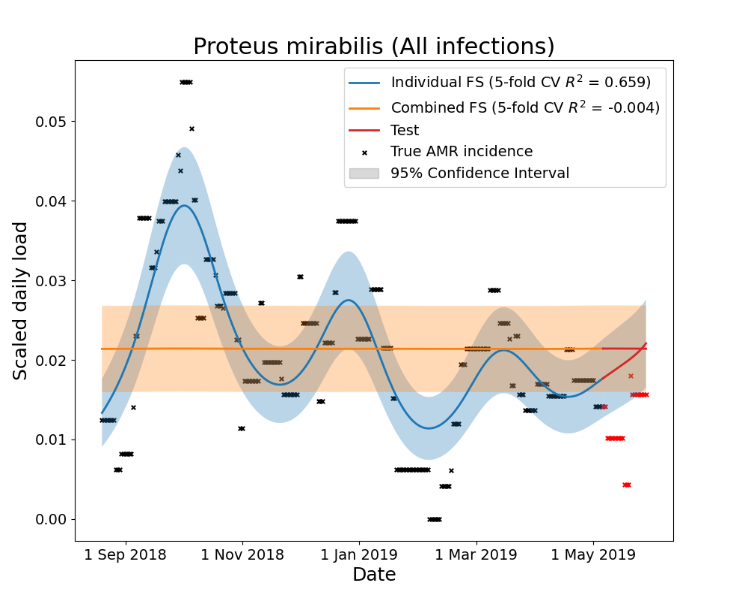 Proteus mirabilis (All infections)
Individual FS (5-fold CV R² = 0.659)
Combined FS (5-fold CV R² = -0.004)
Test
True AMR incidence
95% Confidence Interval
Scaled daily load
0.05
0.04
0.03
0.02
0.01
0.00
1 Sep 2018
1 Nov 2018
1 Jan 2019
1 Mar 2019
1 May 2019
Date